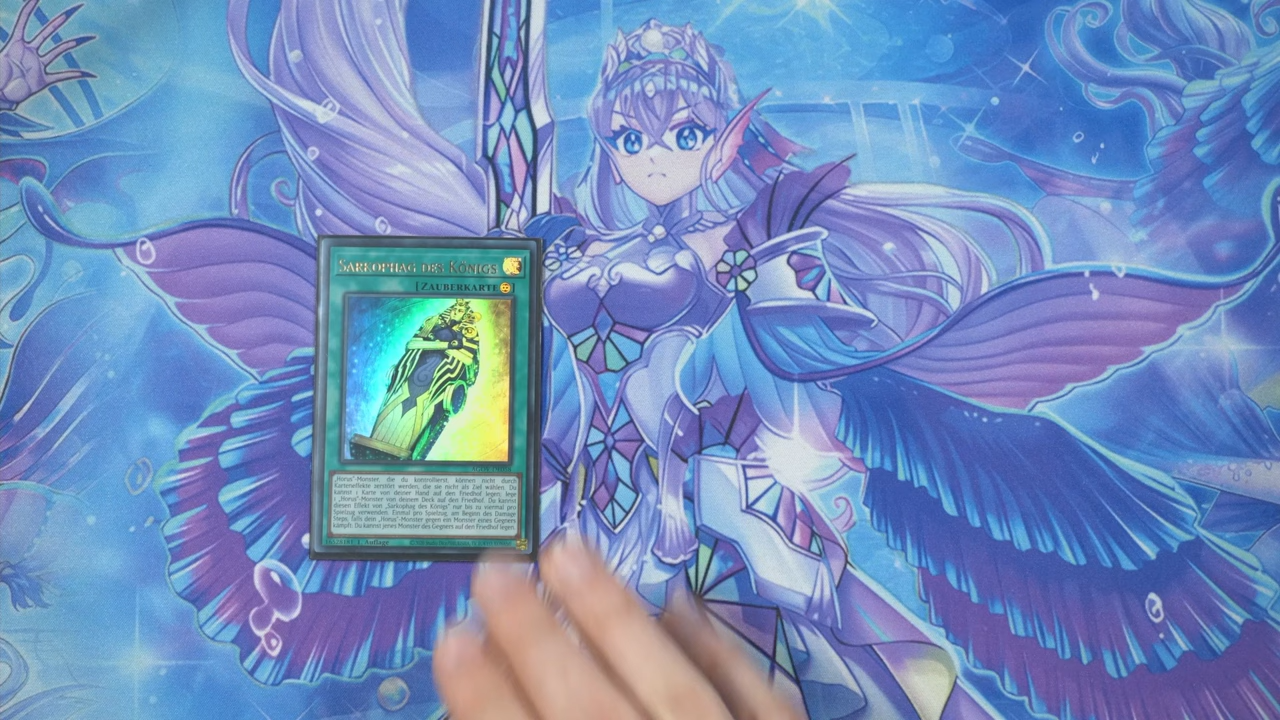 Sarkophag des Königs
[Zauberkarte
„Horus"-Monster, die du kontrollierst, können nicht durch
Karteneffekte zerstört werden, die sie nicht als Ziel wählen. Du
kannst 1 Karte von deiner Hand auf den Friedhof legen; lege
1 „Horus"-Monster von deinem Deck auf den Friedhof. Du kannst
diesen Effekt von "Sarkophag des Königs" nur bis zu viermal pro
Spielzug verwenden. Einmal pro Spielzug, am Beginn des Damage
Steps, falls dein „Horus"-Monster gegen ein Monster eines Gegners
kämpft: Du kannst jenes Monster des Gegners auf den Friedhof legen.
1. Auflage